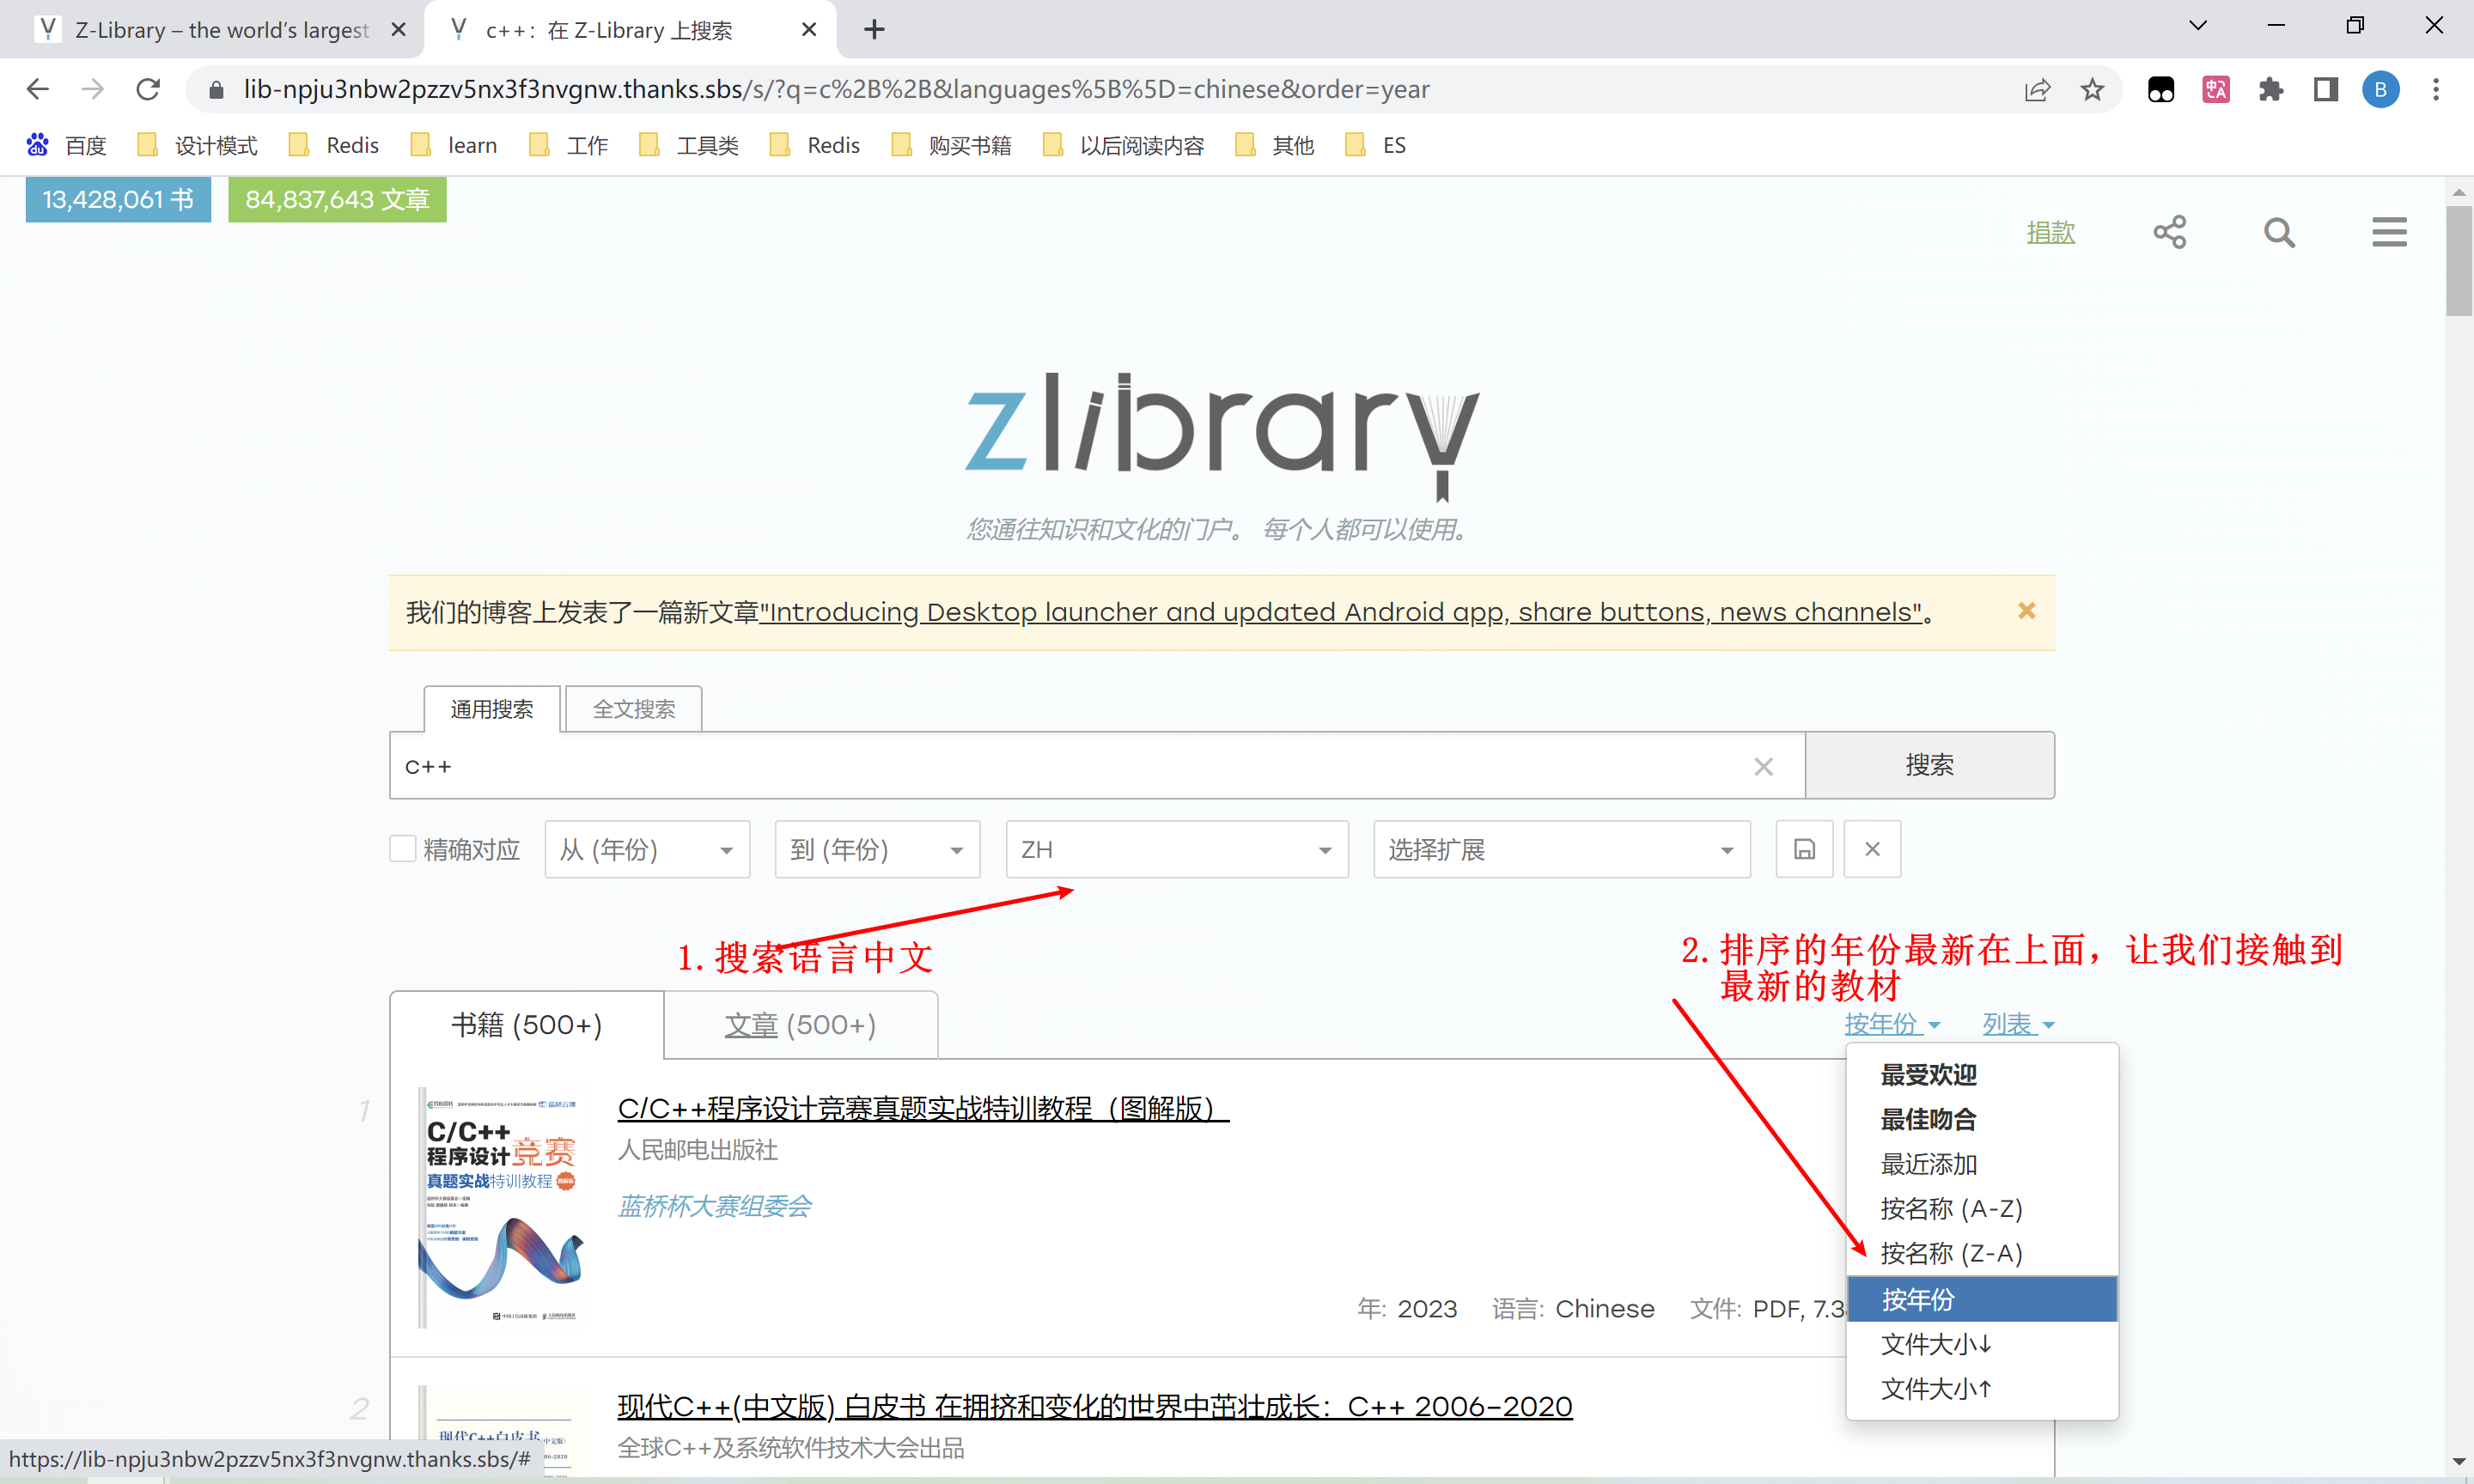 Z-Library – the world's largest
c++：在 Z-Library 上搜索
lib-npju3nbw2pzzv5nx3f3nvgnw.thanks.sbs/s/?q=c%2B%2B&languages%5B%5D=chinese&order=year
B
百度 设计模式 Redis learn 工作 工具类 Redis 购买书籍 以后阅读内容 其他 ES
13,428,061 书 84,837,643 文章
捐款
zlibrary
您通往知识和文化的门户。 每个人都可以使用。
我们的博客上发表了一篇新文章"Introducing Desktop launcher and updated Android app, share buttons, news channels"。
通用搜索 全文搜索
c++
搜索
精确对应 从 (年份) 到 (年份) ZH 选择扩展
1. 搜索语言中文
2. 排序的年份最新在上面，让我们接触到
最新的教材
书籍 (500+) 文章 (500+)
按年份 列表
最受欢迎
最佳吻合
最近添加
按名称 (A-Z)
按名称 (Z-A)
按年份
文件大小↓
文件大小↑
1
C/C++
程序设计竞赛
真题实战特训教程
C/C++程序设计竞赛真题实战特训教程（图解版）
人民邮电出版社
蓝桥杯大赛组委会
年: 2023 语言: Chinese 文件: PDF, 7.3
2
现代C++(中文版) 白皮书 在拥挤和变化的世界中茁壮成长：C++ 2006-2020
全球C++及系统软件技术大会出品
https://lib-npju3nbw2pzzv5nx3f3nvgnw.thanks.sbs/#